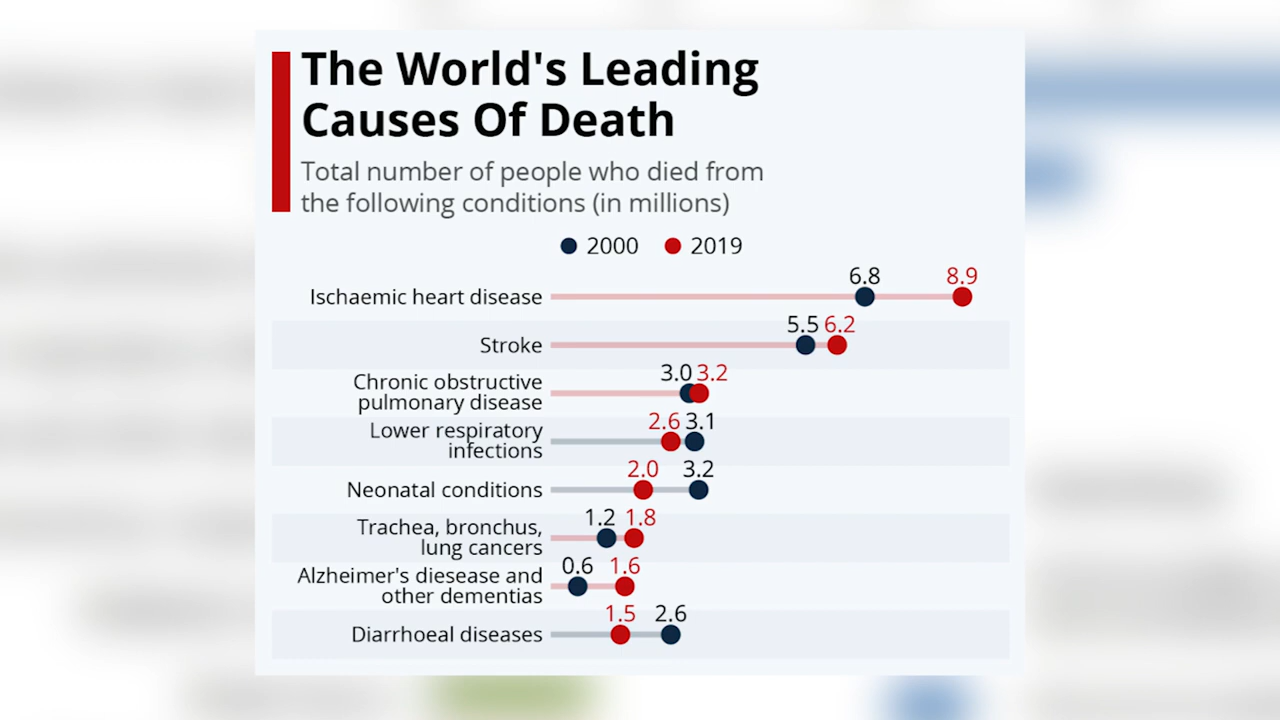 The World's Leading
Causes Of Death
Total number of people who died from
the following conditions (in millions)
2000 2019
Ischaemic heart disease 6.8 8.9
Stroke 5.5 6.2
Chronic obstructive
pulmonary disease 3.0 3.2
Lower respiratory
infections 2.6 3.1
Neonatal conditions 2.0 3.2
Trachea, bronchus,
lung cancers 1.2 1.8
Alzheimer's diesease and
other dementias 0.6 1.6
Diarrhoeal diseases 1.5 2.6